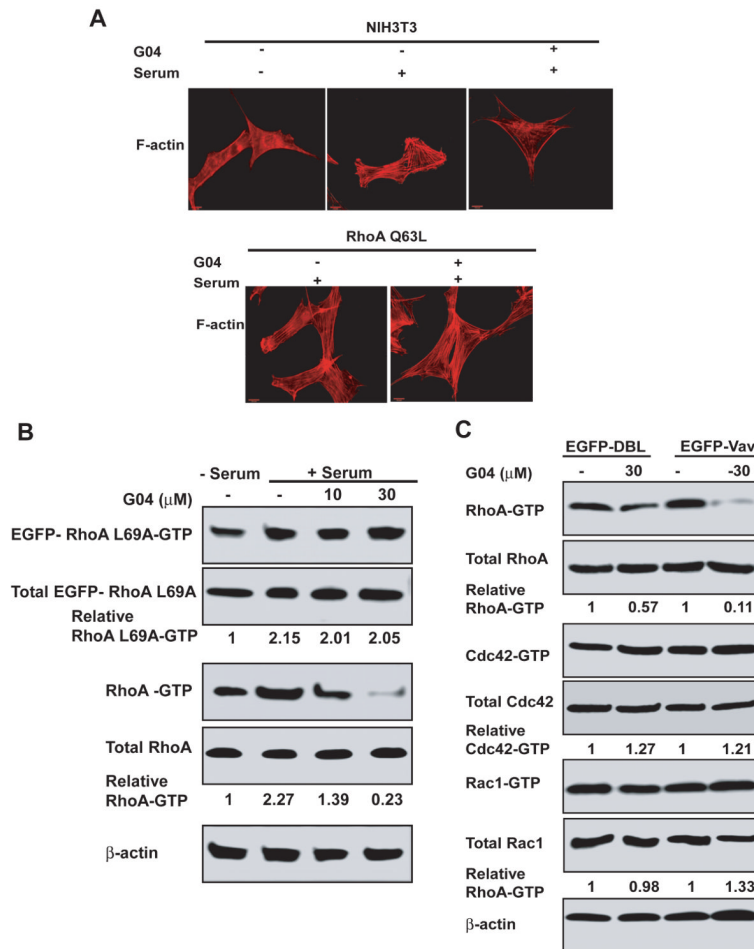 A
NIH3T3
G04 - - +
Serum - + +
F-actin
RhoA Q63L
G04 - +
Serum + +
F-actin
B
- Serum + Serum
G04 (μM) - - 10 30
EGFP- RhoA L69A-GTP
Total EGFP- RhoA L69A
Relative
RhoA L69A-GTP 1 2.15 2.01 2.05
RhoA -GTP
Total RhoA
Relative
RhoA-GTP 1 2.27 1.39 0.23
β-actin
C
EGFP-DBL EGFP-Vav
G04 (μM) - 30 - -30
RhoA-GTP
Total RhoA
Relative
RhoA-GTP 1 0.57 1 0.11
Cdc42-GTP
Total Cdc42
Relative
Cdc42-GTP 1 1.27 1 1.21
Rac1-GTP
Total Rac1
Relative
RhoA-GTP 1 0.98 1 1.33
β-actin